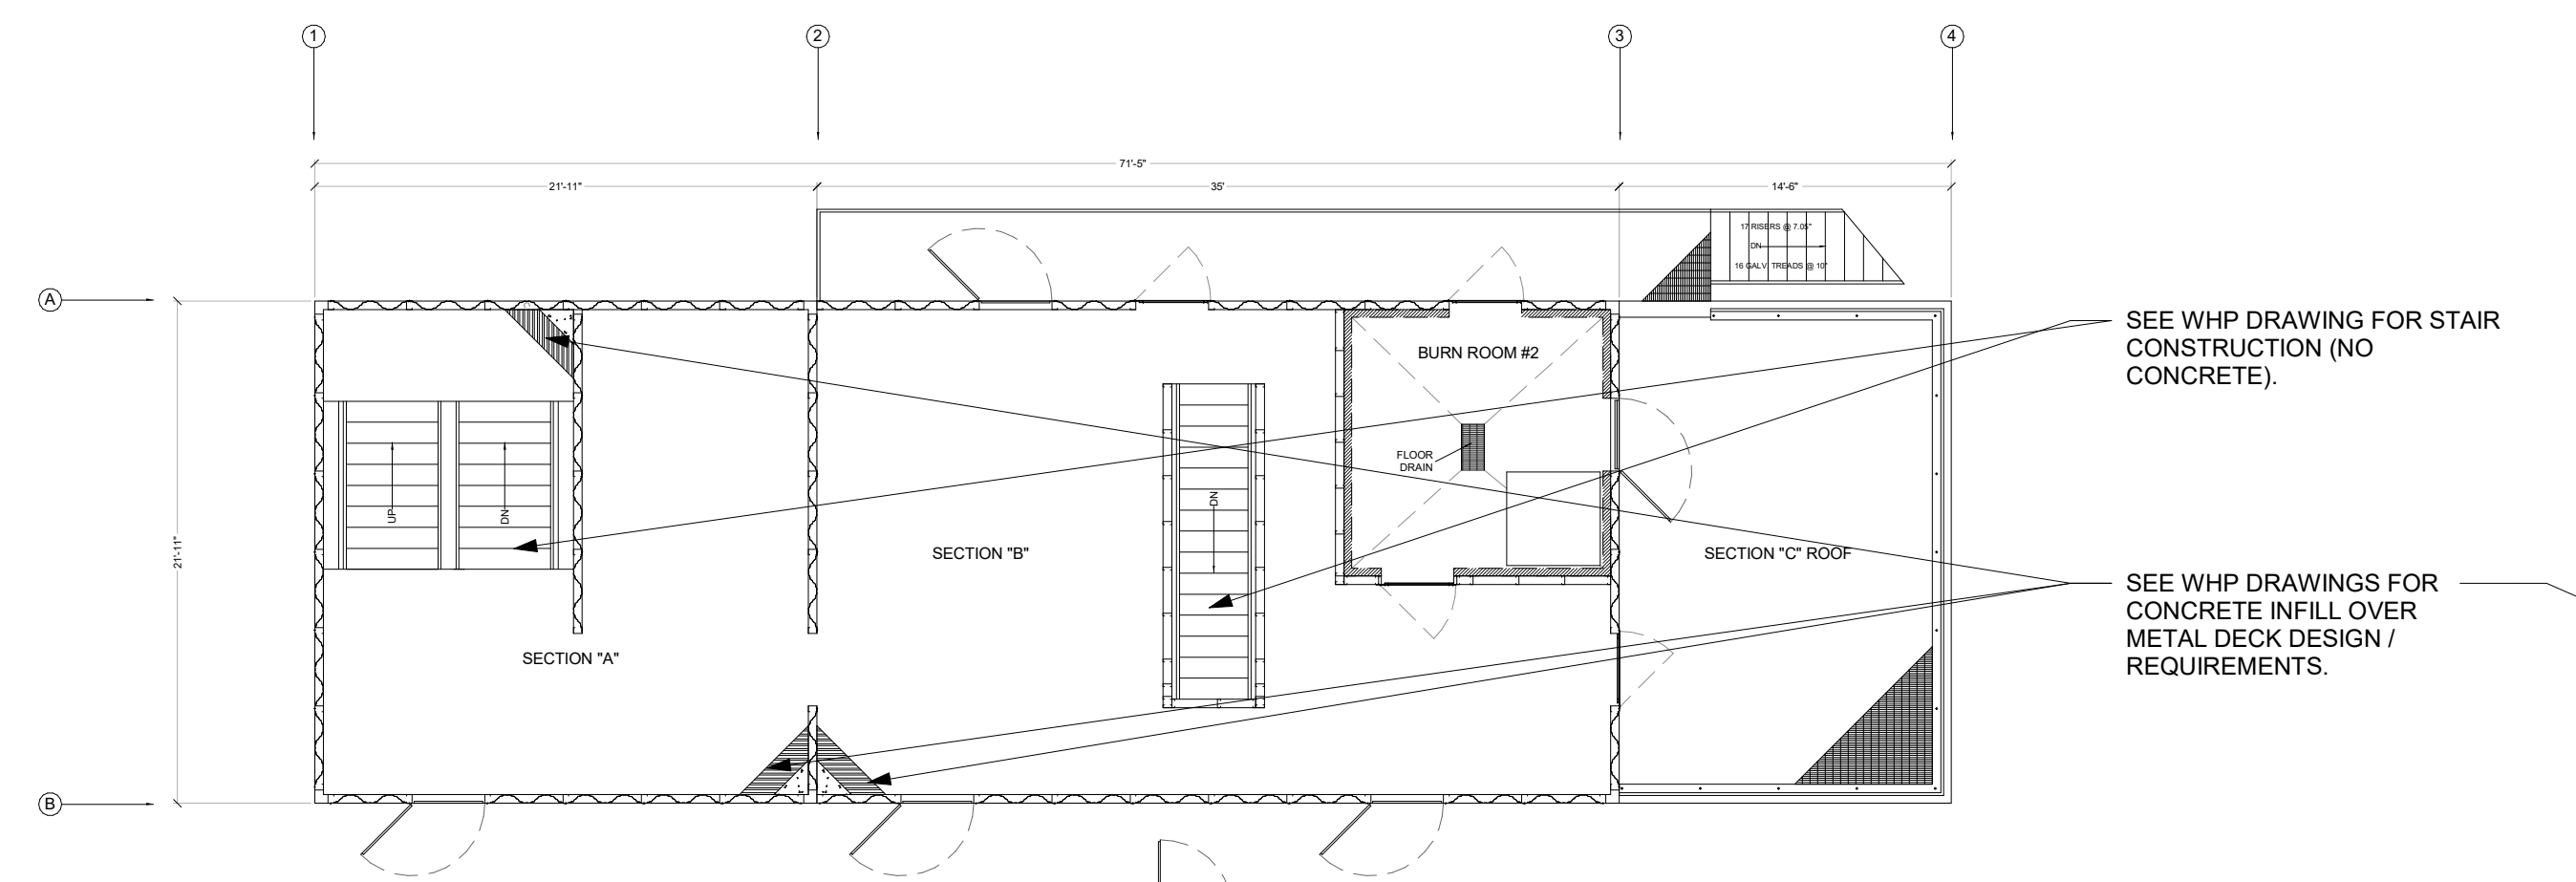 1
2
3
4
71'-5"
21'-11"
35'
14'-6"
17 RISERS @ 7.05"
DN
16 GALV. TREADS @ 10"
A
BURN ROOM #2
SEE WHP DRAWING FOR STAIR
CONSTRUCTION (NO
CONCRETE).
FLOOR
DRAIN
UP
DN
DN
21'-11"
SECTION "B"
SECTION "C" ROOF
SEE WHP DRAWINGS FOR
CONCRETE INFILL OVER
METAL DECK DESIGN /
REQUIREMENTS.
SECTION "A"
B